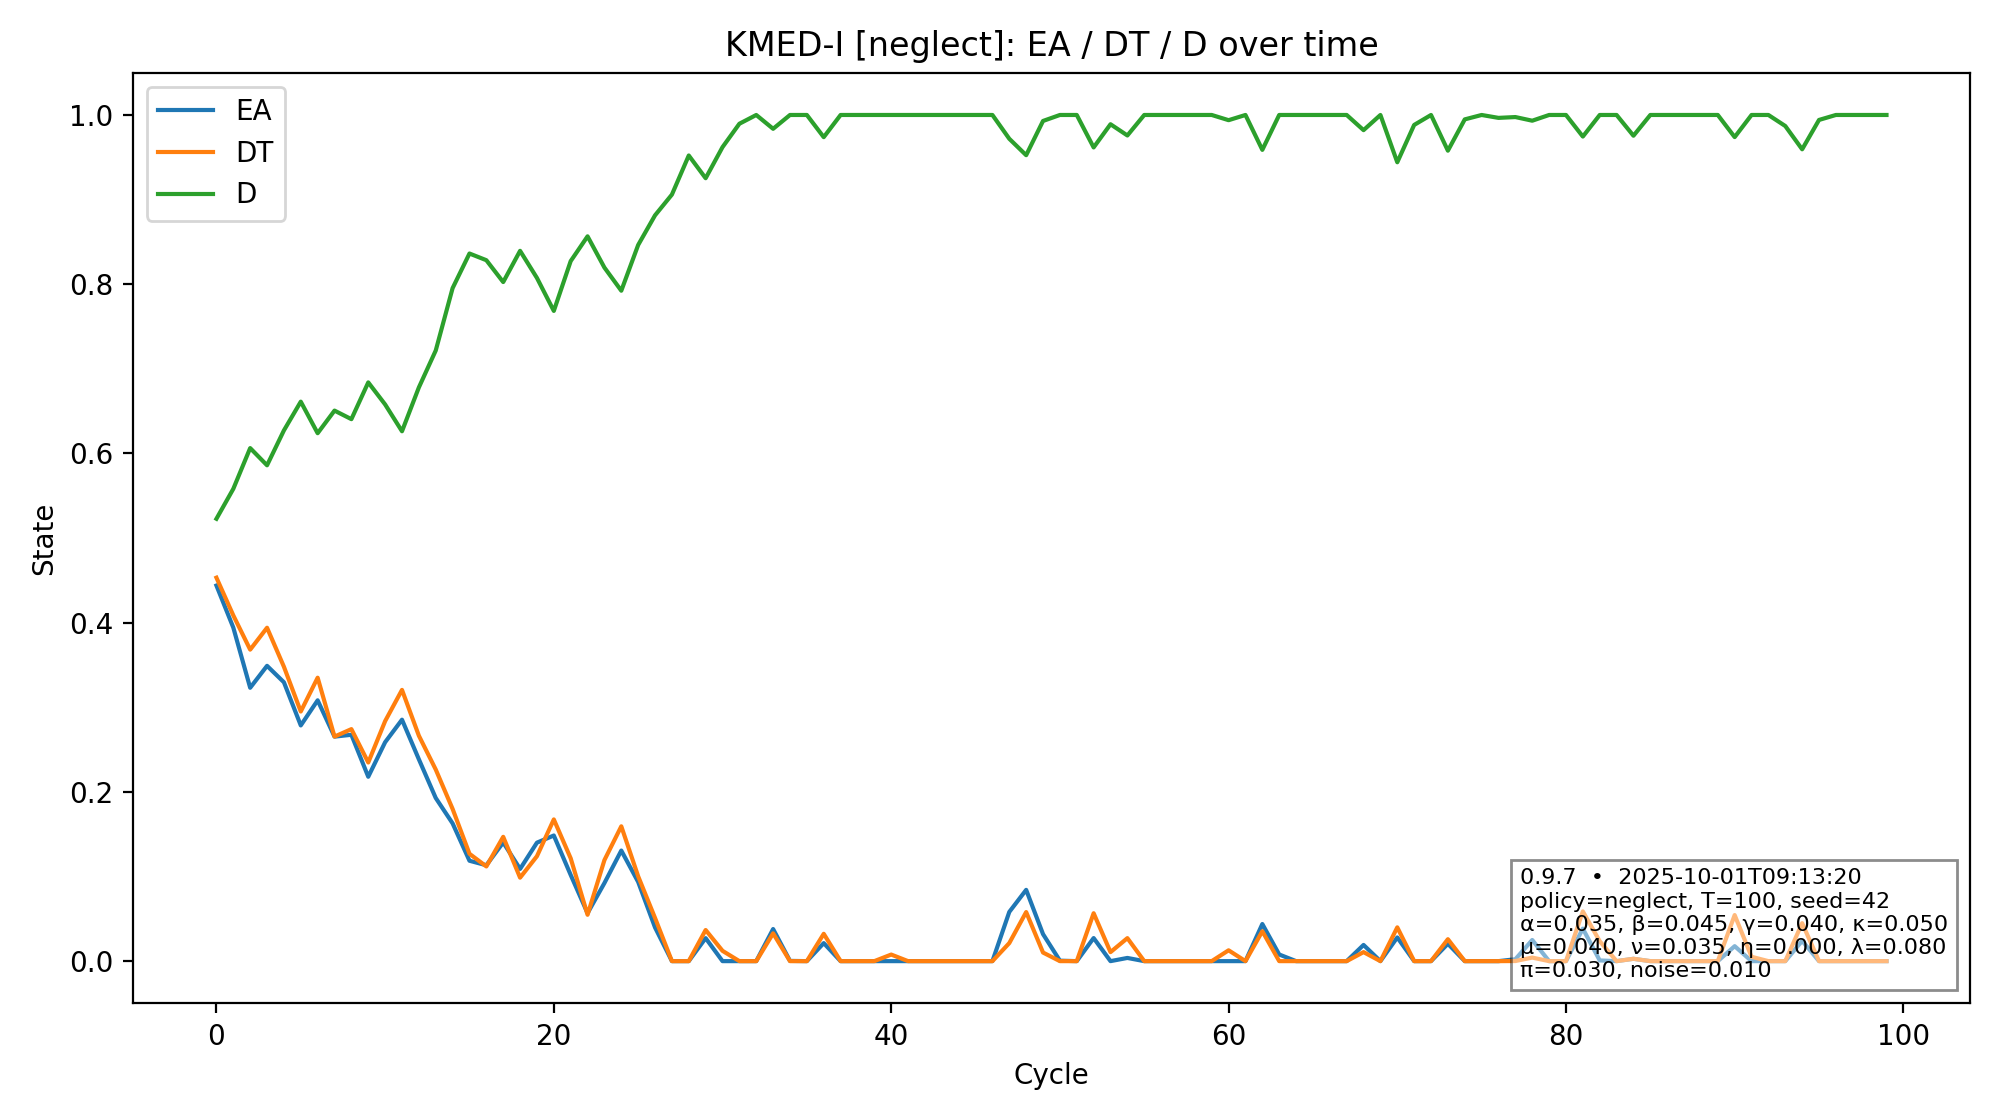 KMED-I [neglect]: EA / DT / D over time
EA
DT
D
1.0
0.8
0.6
0.4
0.2
0.0
State
0
20
40
60
80
100
Cycle
0.9.7 • 2025-10-01T09:13:20
policy=neglect, T=100, seed=42
α=0.035, β=0.045, γ=0.040, κ=0.050
μ=0.040, ν=0.035, η=0.000, λ=0.080
π=0.030, noise=0.010